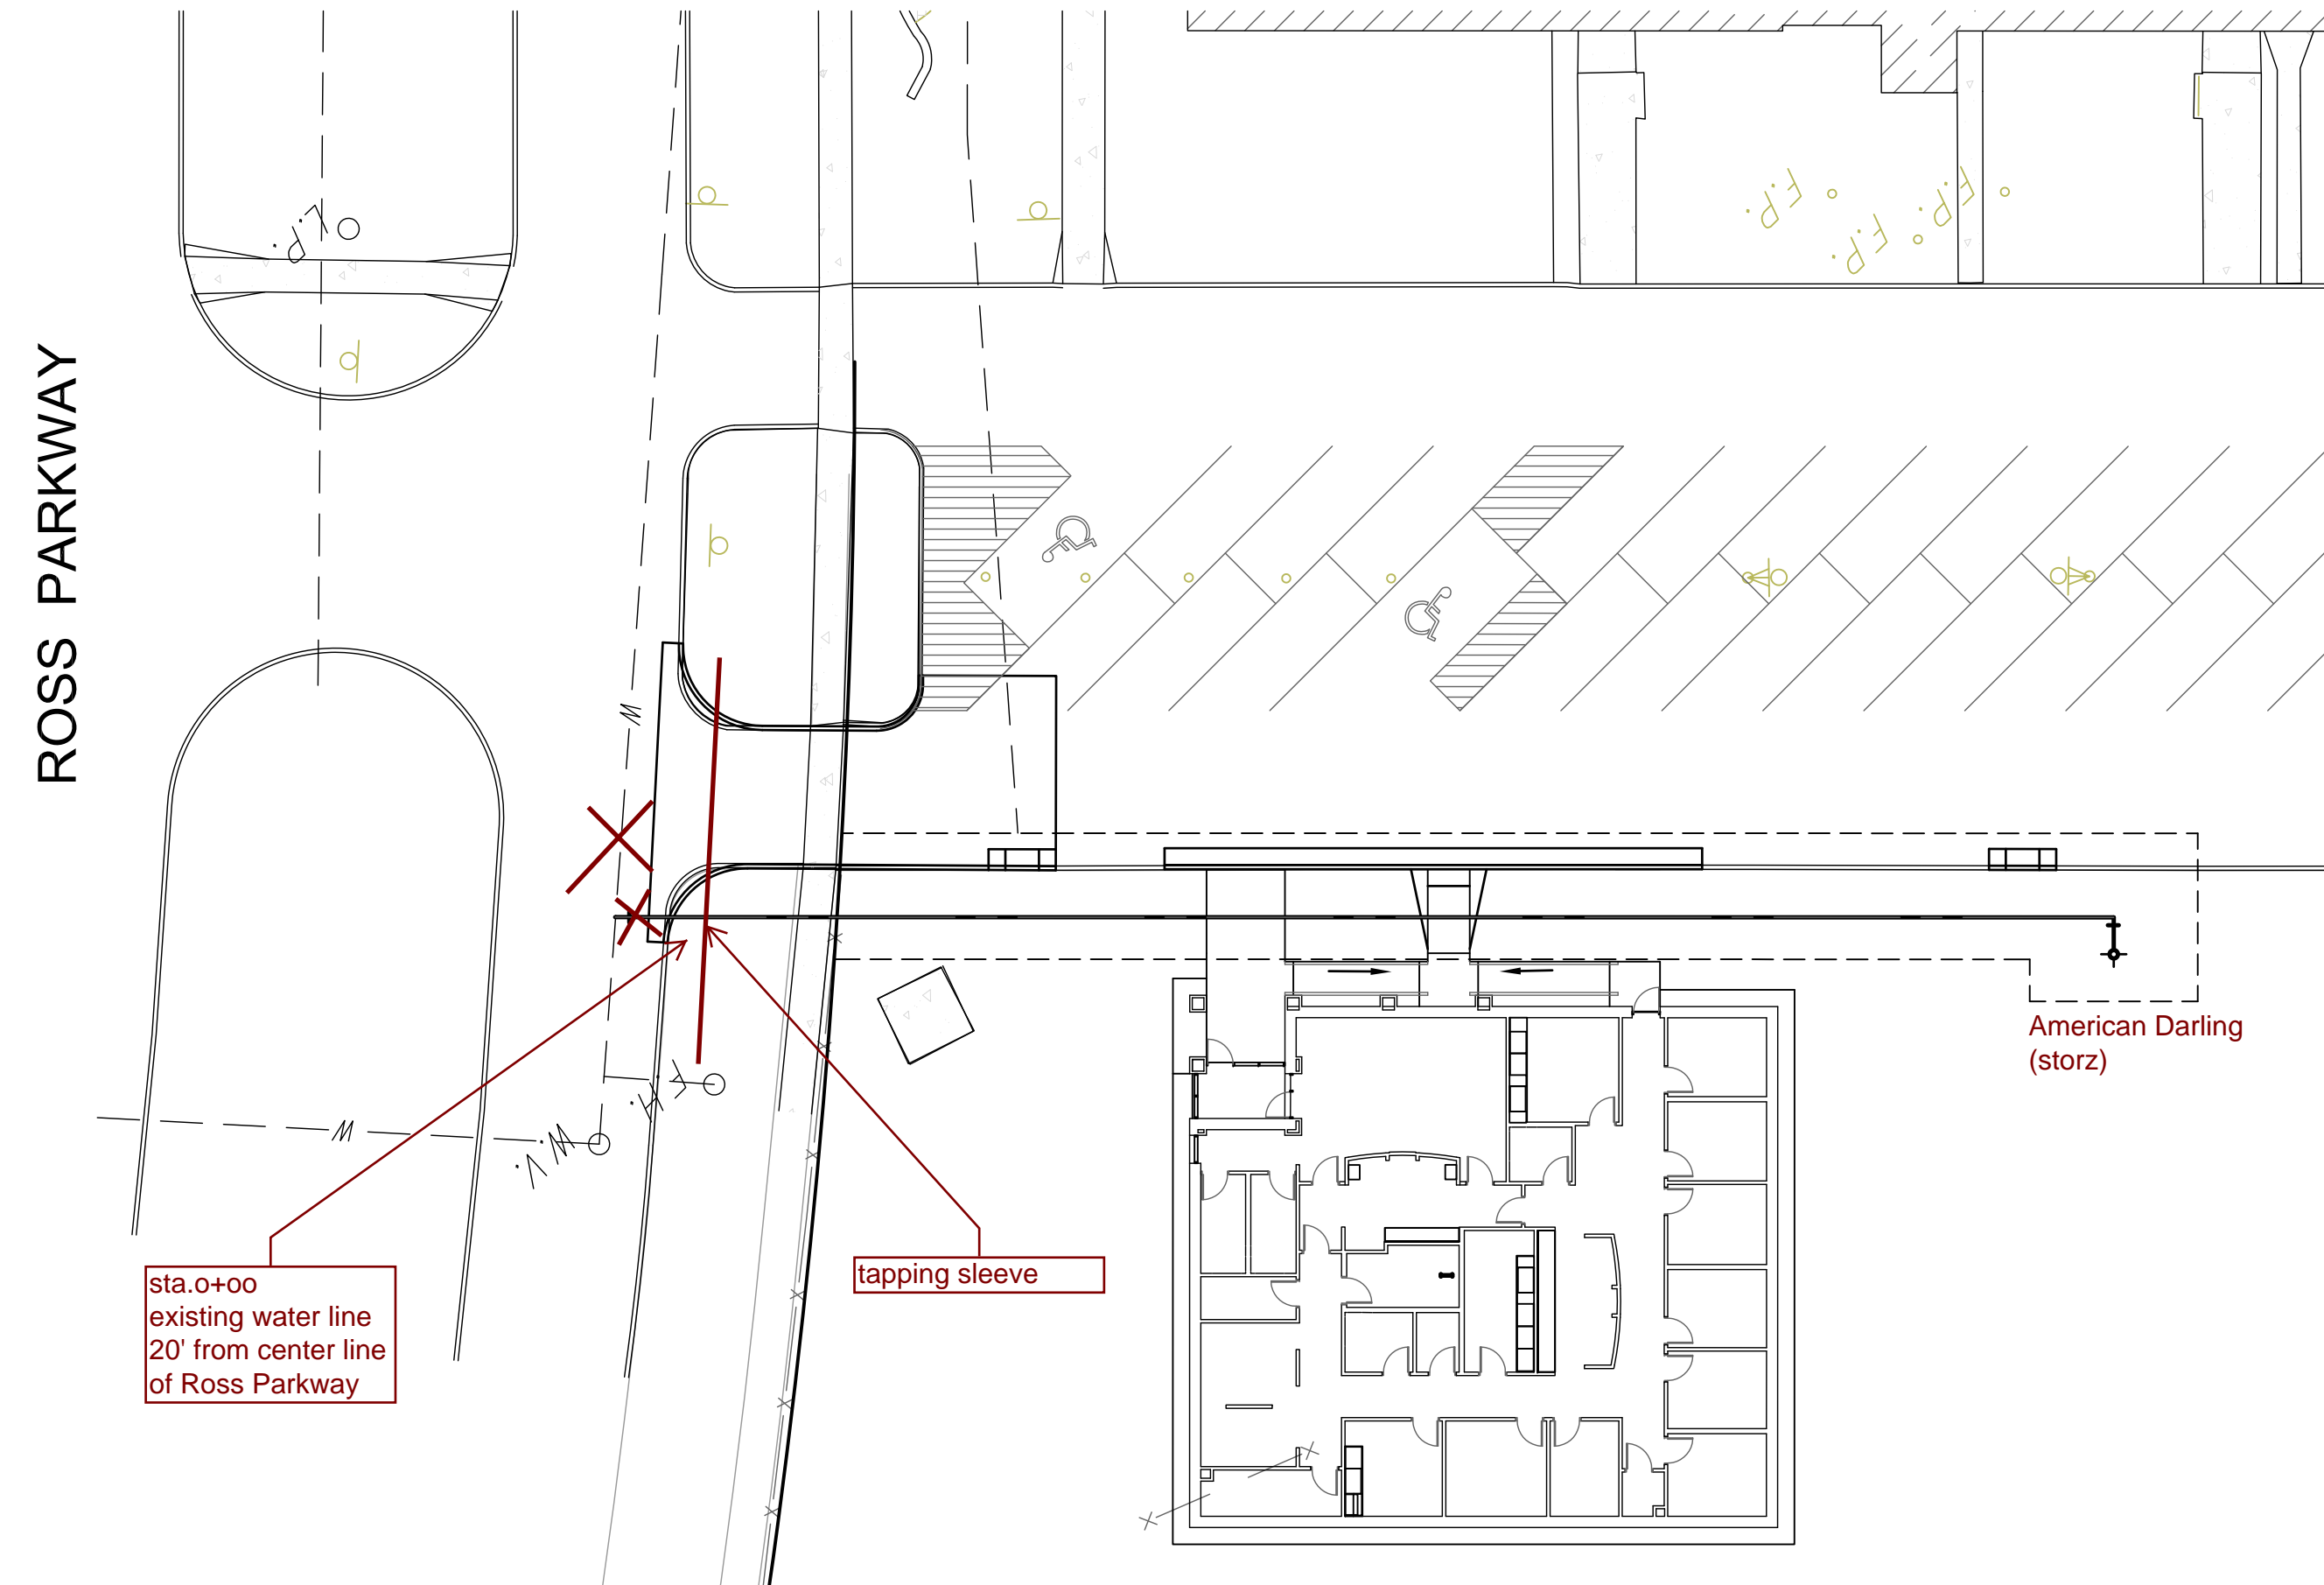 L.P.
F.P.
F.P.
F.P.
ROSS PARKWAY
W
American Darling
(storz)
F.H.
W
W.V.
sta.o+oo
existing water line
20' from center line
of Ross Parkway
tapping sleeve